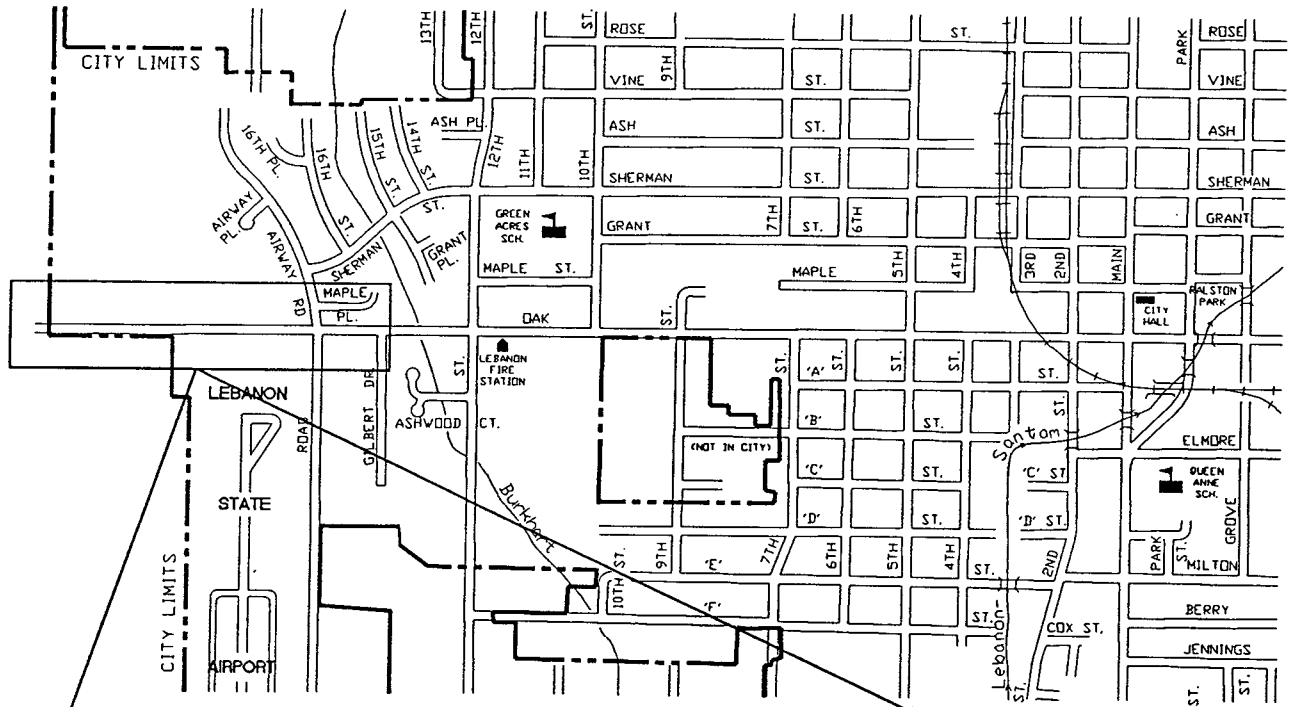 13TH
12TH
ST.
ROSE
ST.
PARK
ROSE
CITY LIMITS
VINE
9TH
ST.
VINE
ASH PL.
ASH
ST.
ASH
16TH PL.
16TH
ST.
15TH
ST.
14TH
ST.
12TH
11TH
10TH
SHERMAN
ST.
SHERMAN
AIRWAY
PL.
AIRWAY
RD
SHERMAN
ST.
GRANT
PL.
GREEN
ACRES
SCH.
GRANT
7TH
ST.
6TH
GRANT
MAPLE ST.
MAPLE
5TH
4TH
3RD
2ND
MAIN
MAPLE
PL.
OAK
ST.
CITY
HALL
RALSTON
PARK
LEBANON
FIRE
STATION
ST.
ST.
'A'
ST.
ST.
ST.
LEBANON
ROAD
GILBERT DR.
ASHWOOD CT.
'B'
ST.
ST.
Santam
ELMORE
(NOT IN CITY)
'C'
ST.
'C' ST.
QUEEN
ANNE
SCH.
STATE
Burkhart
'D'
ST.
'D' ST.
GROVE
CITY LIMITS
ST.
9TH
'E'
7TH
6TH
5TH
4TH
ST.
2ND
PARK
ST.
MILTON
10TH
'F'
ST.
BERRY
Lebanon-
COX ST.
AIRPORT
JENNINGS
ST.
ST.
ST.